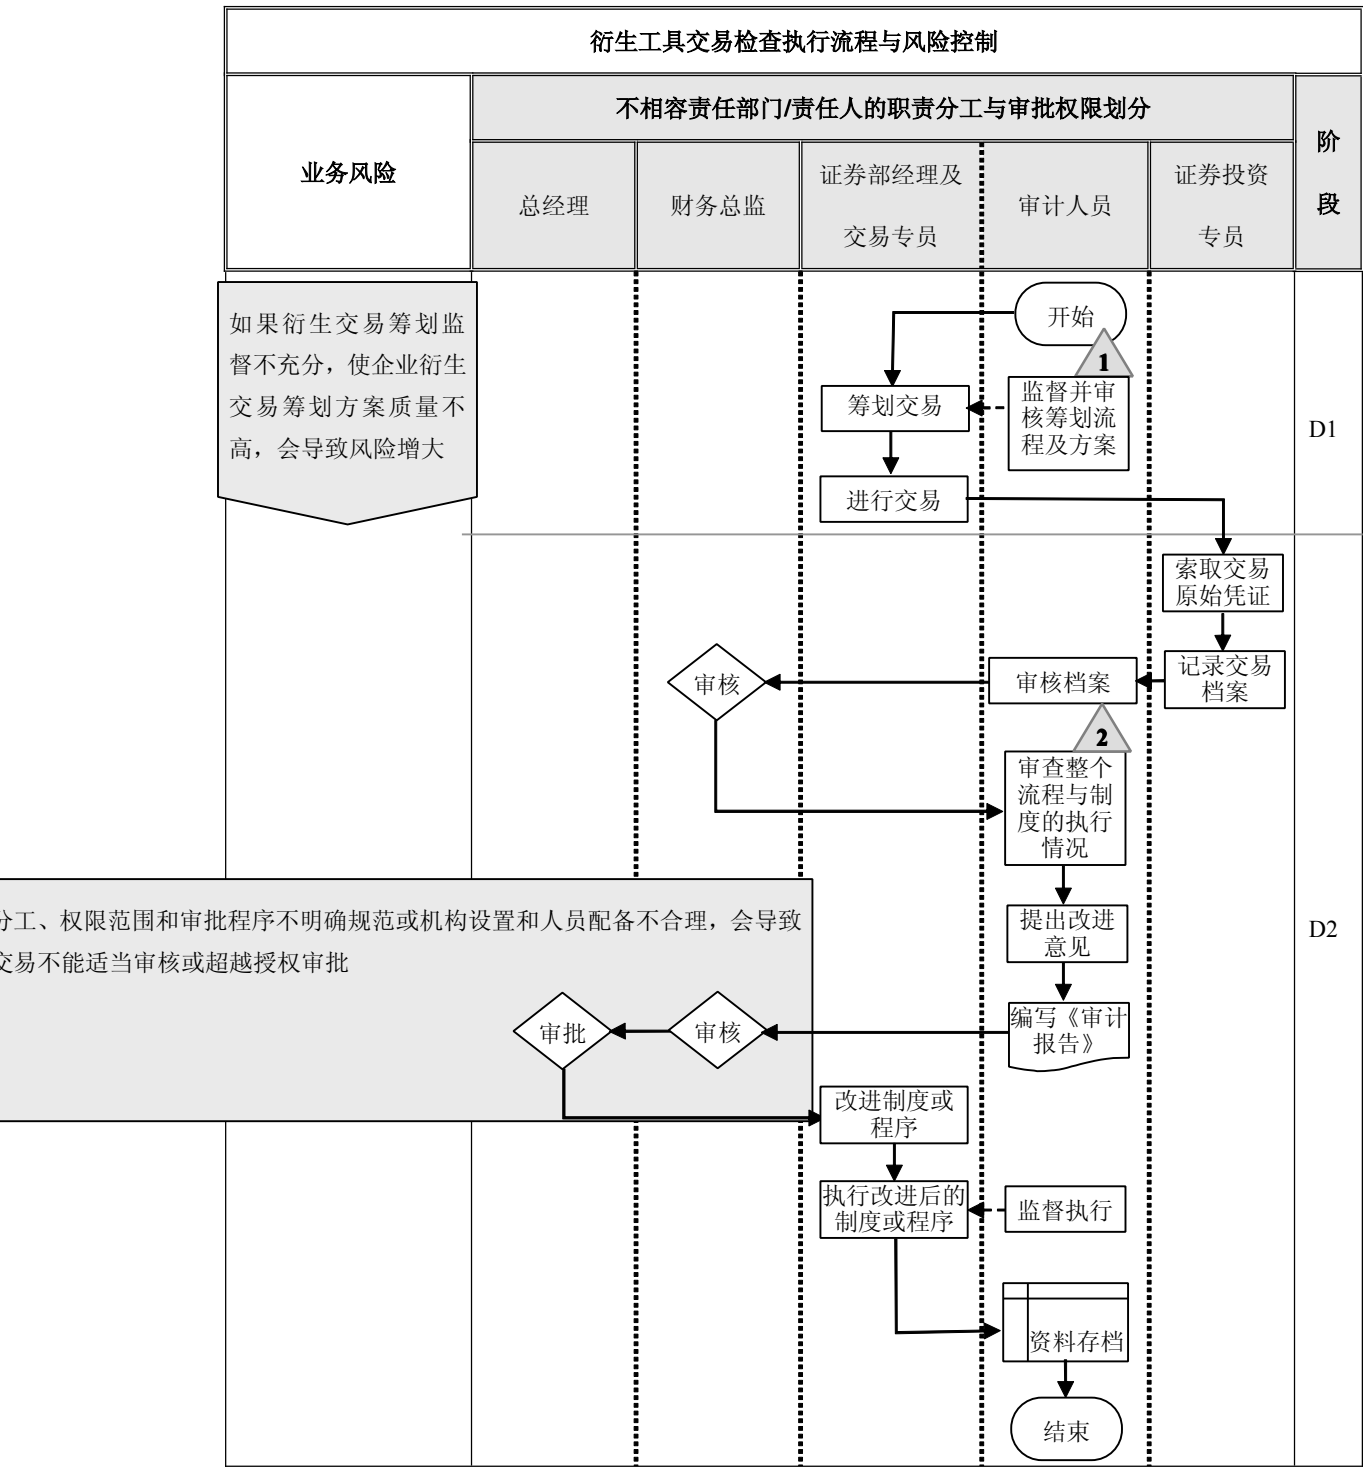 衍生工具交易检查执行流程与风险控制
不相容责任部门/责任人的职责分工与审批权限划分
业务风险
阶
段
总经理
财务总监
证券部经理及
交易专员
审计人员
证券投资
专员
如果衍生交易筹划监
督不充分，使企业衍生
交易筹划方案质量不
高，会导致风险增大
开始
1
筹划交易
监督并审
核筹划流
程及方案
D1
进行交易
索取交易
原始凭证
记录交易
档案
审核档案
审核
2
审查整个
流程与制
度的执行
情况
分工、权限范围和审批程序不明确规范或机构设置和人员配备不合理，会导致
交易不能适当审核或超越授权审批
提出改进
意见
D2
编写《审计
报告》
审核
审批
改进制度或
程序
执行改进后的
制度或程序
监督执行
资料存档
结束